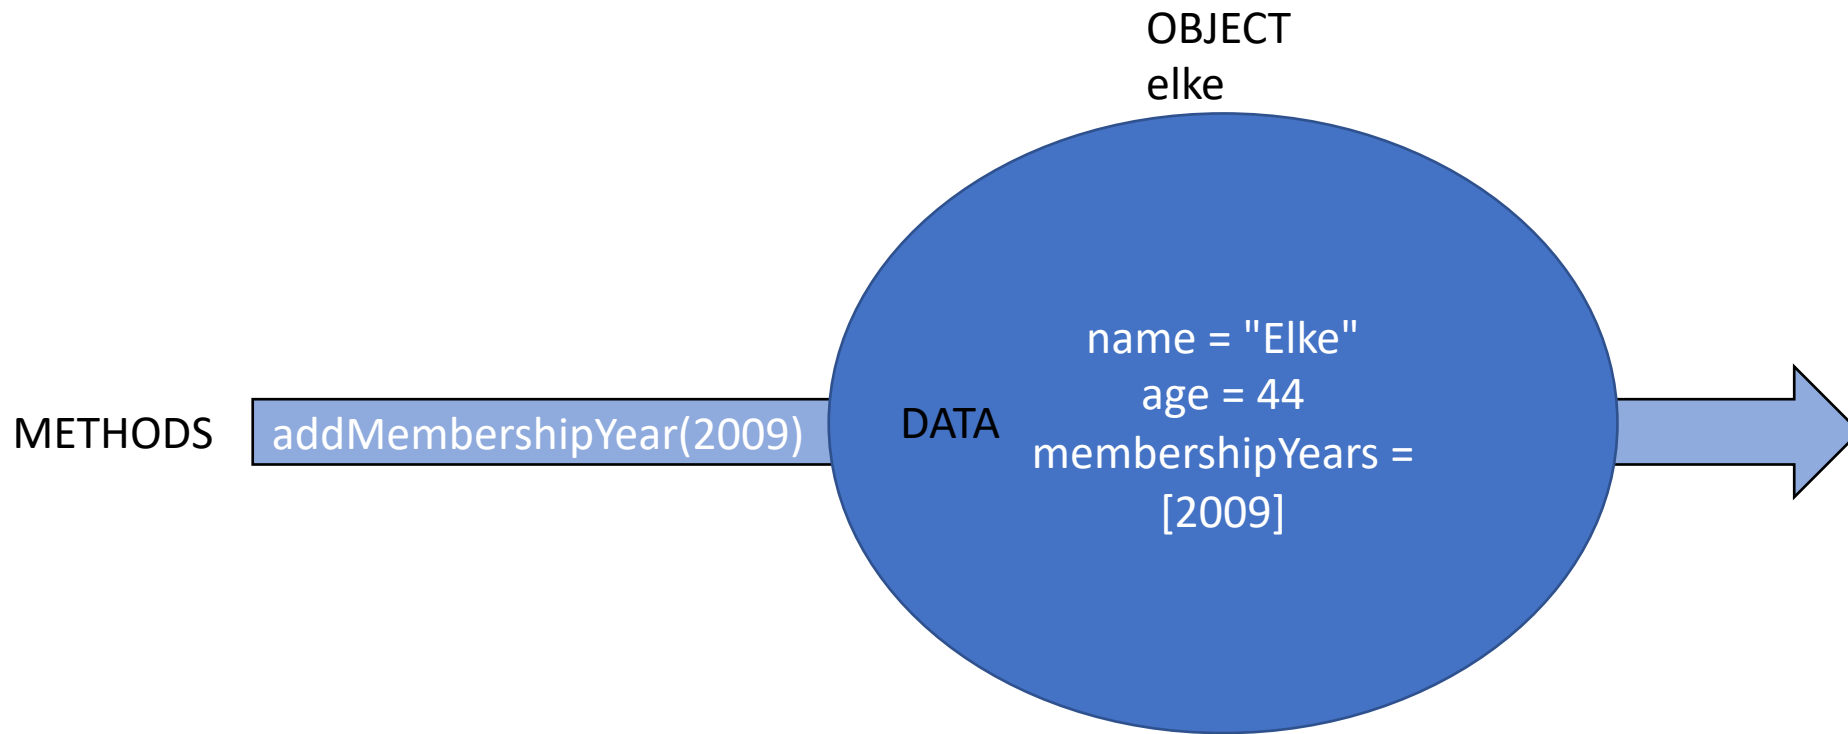 OBJECT
elke
METHODS
addMembershipYear(2009)
DATA
name = "Elke"
age = 44
membershipYears =
[2009]